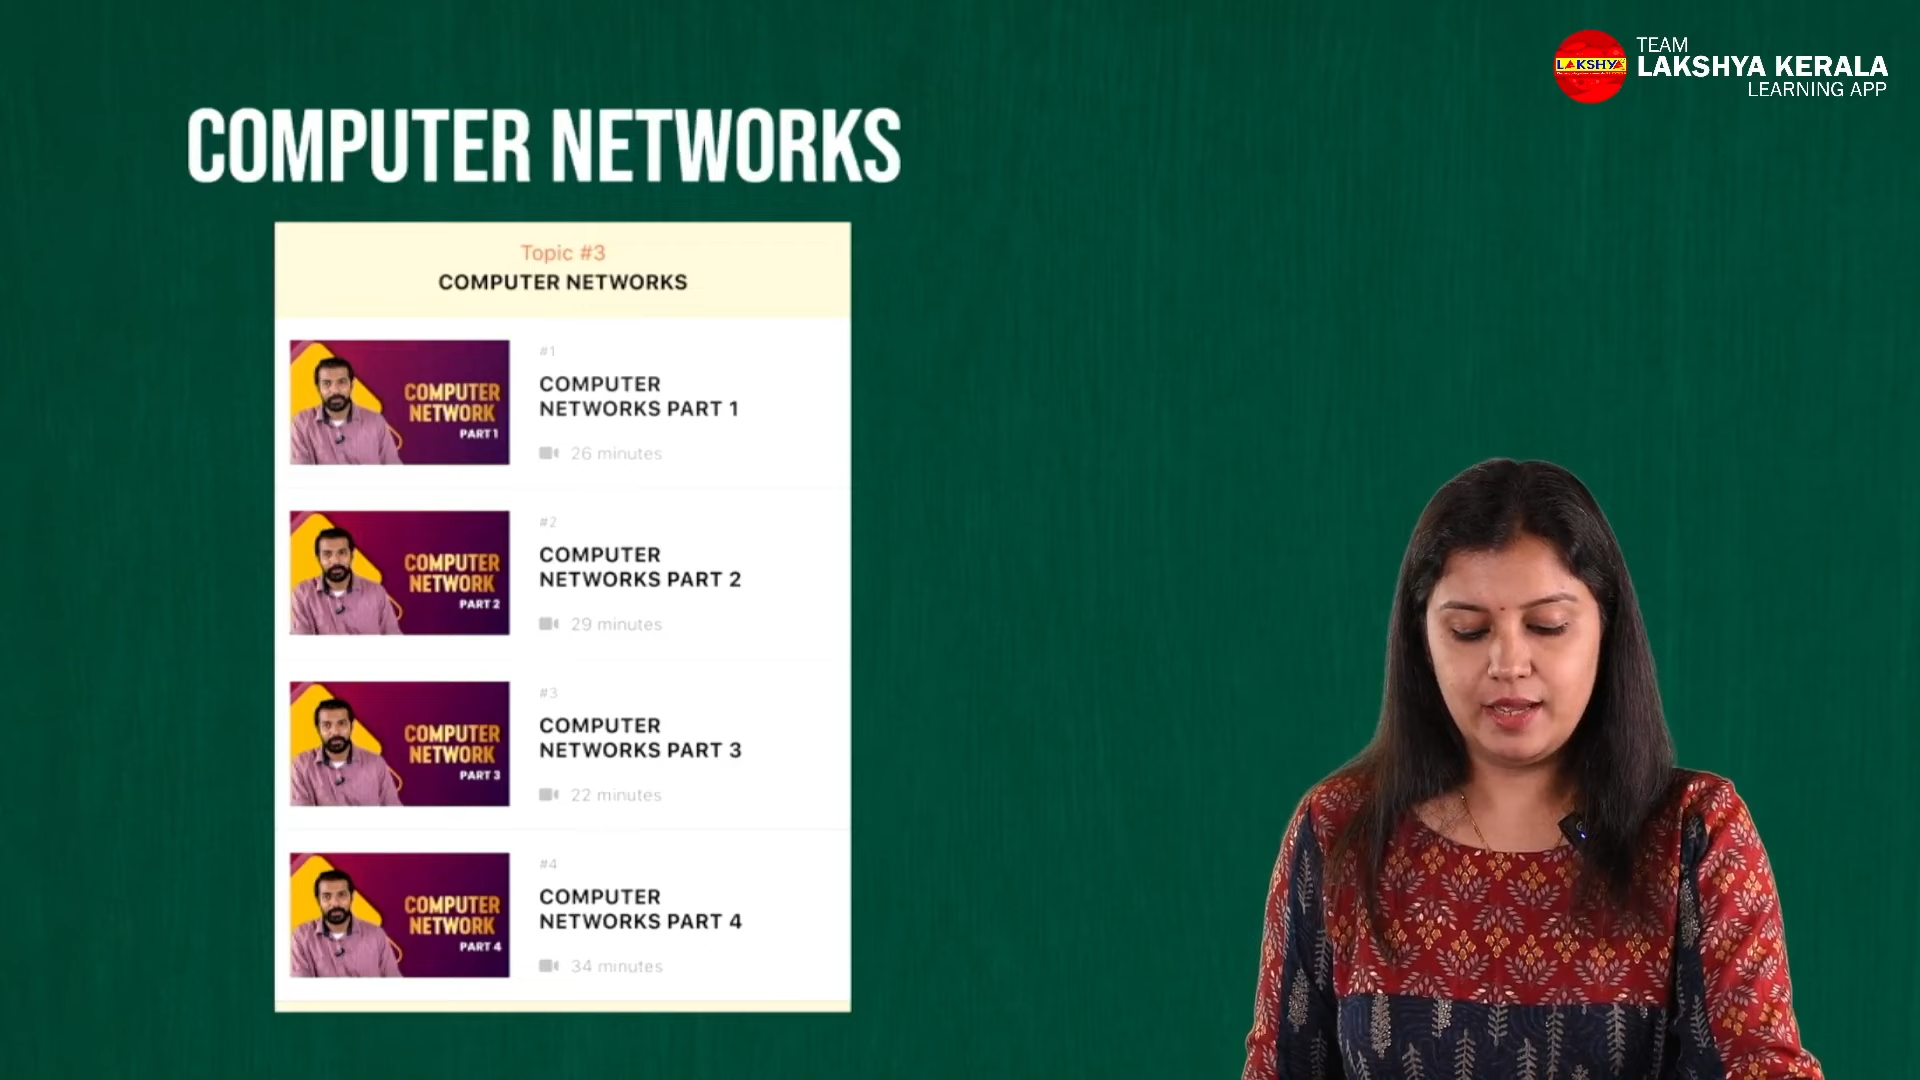 TEAM
LAKSHYA
LAKSHYA KERALA
LEARNING APP
COMPUTER NETWORKS
Topic #3
COMPUTER NETWORKS
COMPUTER
NETWORK
PART 1
#1
COMPUTER
NETWORKS PART 1
26 minutes
COMPUTER
NETWORK
PART 2
#2
COMPUTER
NETWORKS PART 2
29 minutes
COMPUTER
NETWORK
PART 3
#3
COMPUTER
NETWORKS PART 3
22 minutes
COMPUTER
NETWORK
PART 4
#4
COMPUTER
NETWORKS PART 4
34 minutes